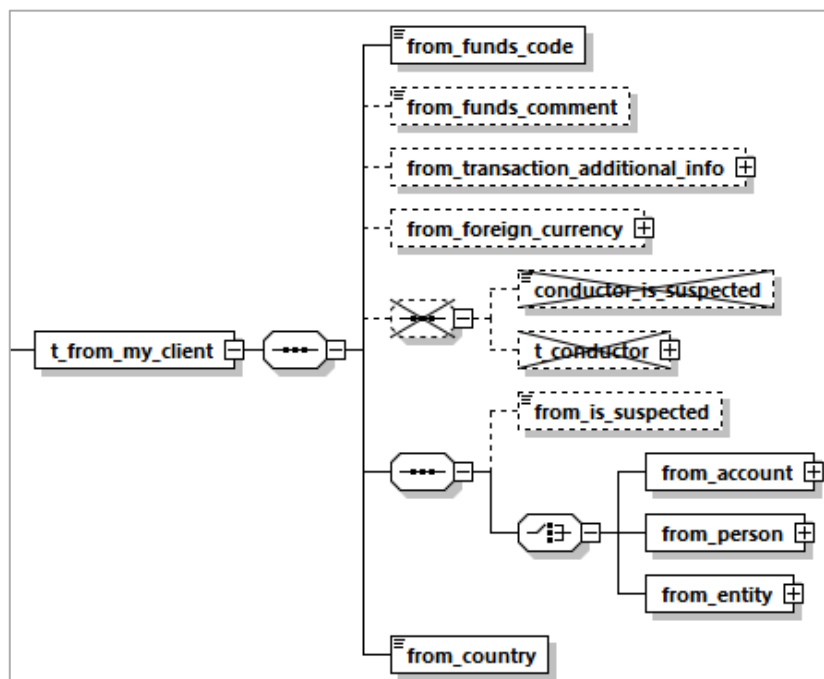 from_funds_code
from_funds_comment
from_transaction_additional_info
from_foreign_currency
conductor_is_suspected
t_from_my_client
t_conductor
from_is_suspected
from_account
from_person
from_entity
from_country